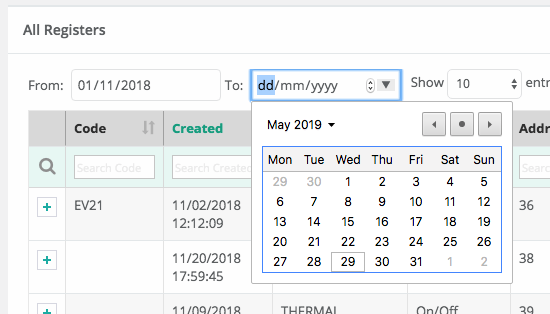 All Registers
From: 01/11/2018 To: dd/mm/yyyy Show 10 entr
Code Created Addr
May 2019
Search Code Search Created
Mon Tue Wed Thu Fri Sat Sun
29 30 1 2 3 4 5
6 7 8 9 10 11 12
13 14 15 16 17 18 19
20 21 22 23 24 25 26
27 28 29 30 31 1 2
EV21 11/02/2018 12:12:09 36
11/20/2018 17:59:45 38
11/09/2018 THERMAL On/Off 39